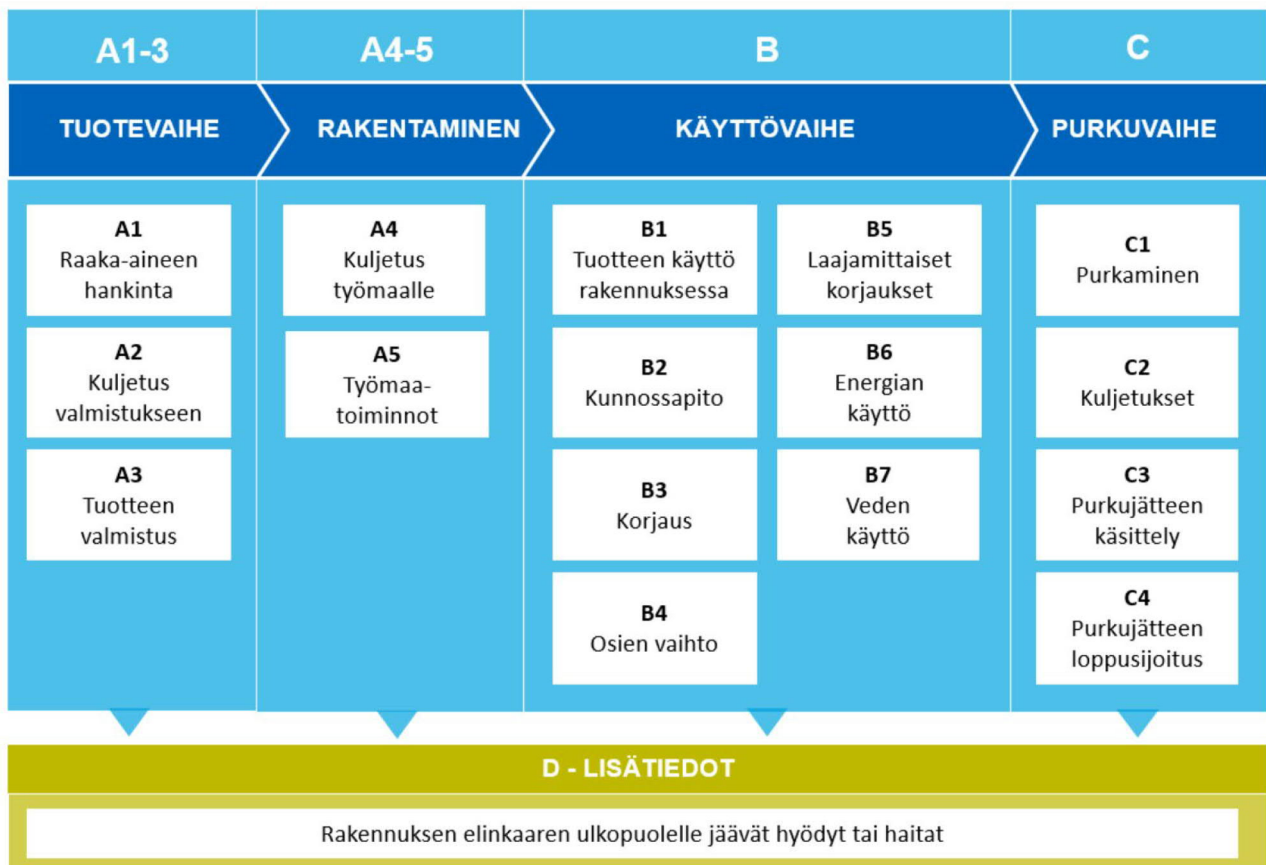 A1-3
A4-5
B
C
TUOTEVAIHE
RAKENTAMINEN
KÄYTTÖVAIHE
PURKUVAIHE
A1
Raaka-aineen
hankinta
A2
Kuljetus
valmistukseen
A3
Tuotteen
valmistus
A4
Kuljetus
työmaalle
A5
Työmaa-
toiminnot
B1
Tuotteen käyttö
rakennuksessa
B2
Kunnossapito
B3
Korjaus
B4
Osien vaihto
B5
Laajamittaiset
korjaukset
B6
Energian
käyttö
B7
Veden
käyttö
C1
Purkaminen
C2
Kuljetukset
C3
Purkujätteen
käsittely
C4
Purkujätteen
loppusijoitus
D - LISÄTIEDOT
Rakennuksen elinkaaren ulkopuolelle jäävät hyödyt tai haitat